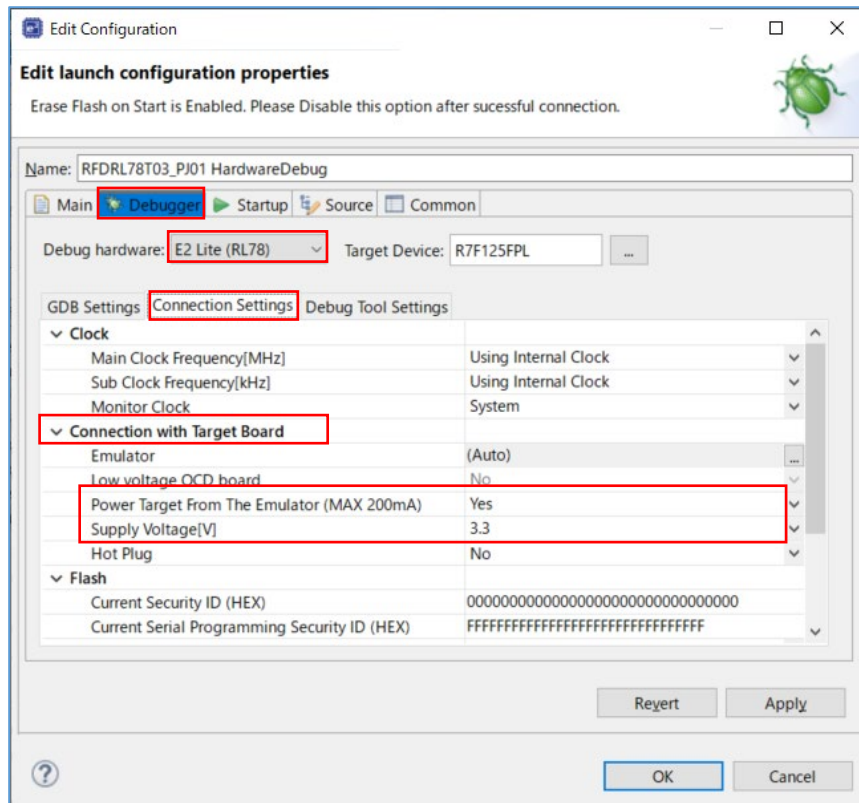 Edit Configuration
Edit launch configuration properties
Erase Flash on Start is Enabled. Please Disable this option after sucessful connection.
Name: RFDRL78T03_PJ01 HardwareDebug
Main Debugger Startup Source Common
Debug hardware: E2 Lite (RL78) Target Device: R7F125FPL ...
GDB Settings Connection Settings Debug Tool Settings
Clock
Main Clock Frequency[MHz] Using Internal Clock
Sub Clock Frequency[kHz] Using Internal Clock
Monitor Clock System
Connection with Target Board
Emulator (Auto) ...
Low voltage OCD board No
Power Target From The Emulator (MAX 200mA) Yes
Supply Voltage[V] 3.3
Hot Plug No
Flash
Current Security ID (HEX) 00000000000000000000000000000000
Current Serial Programming Security ID (HEX) FFFFFFFFFFFFFFFFFFFFFFFFFFFFFFFF
Revert Apply
? OK Cancel